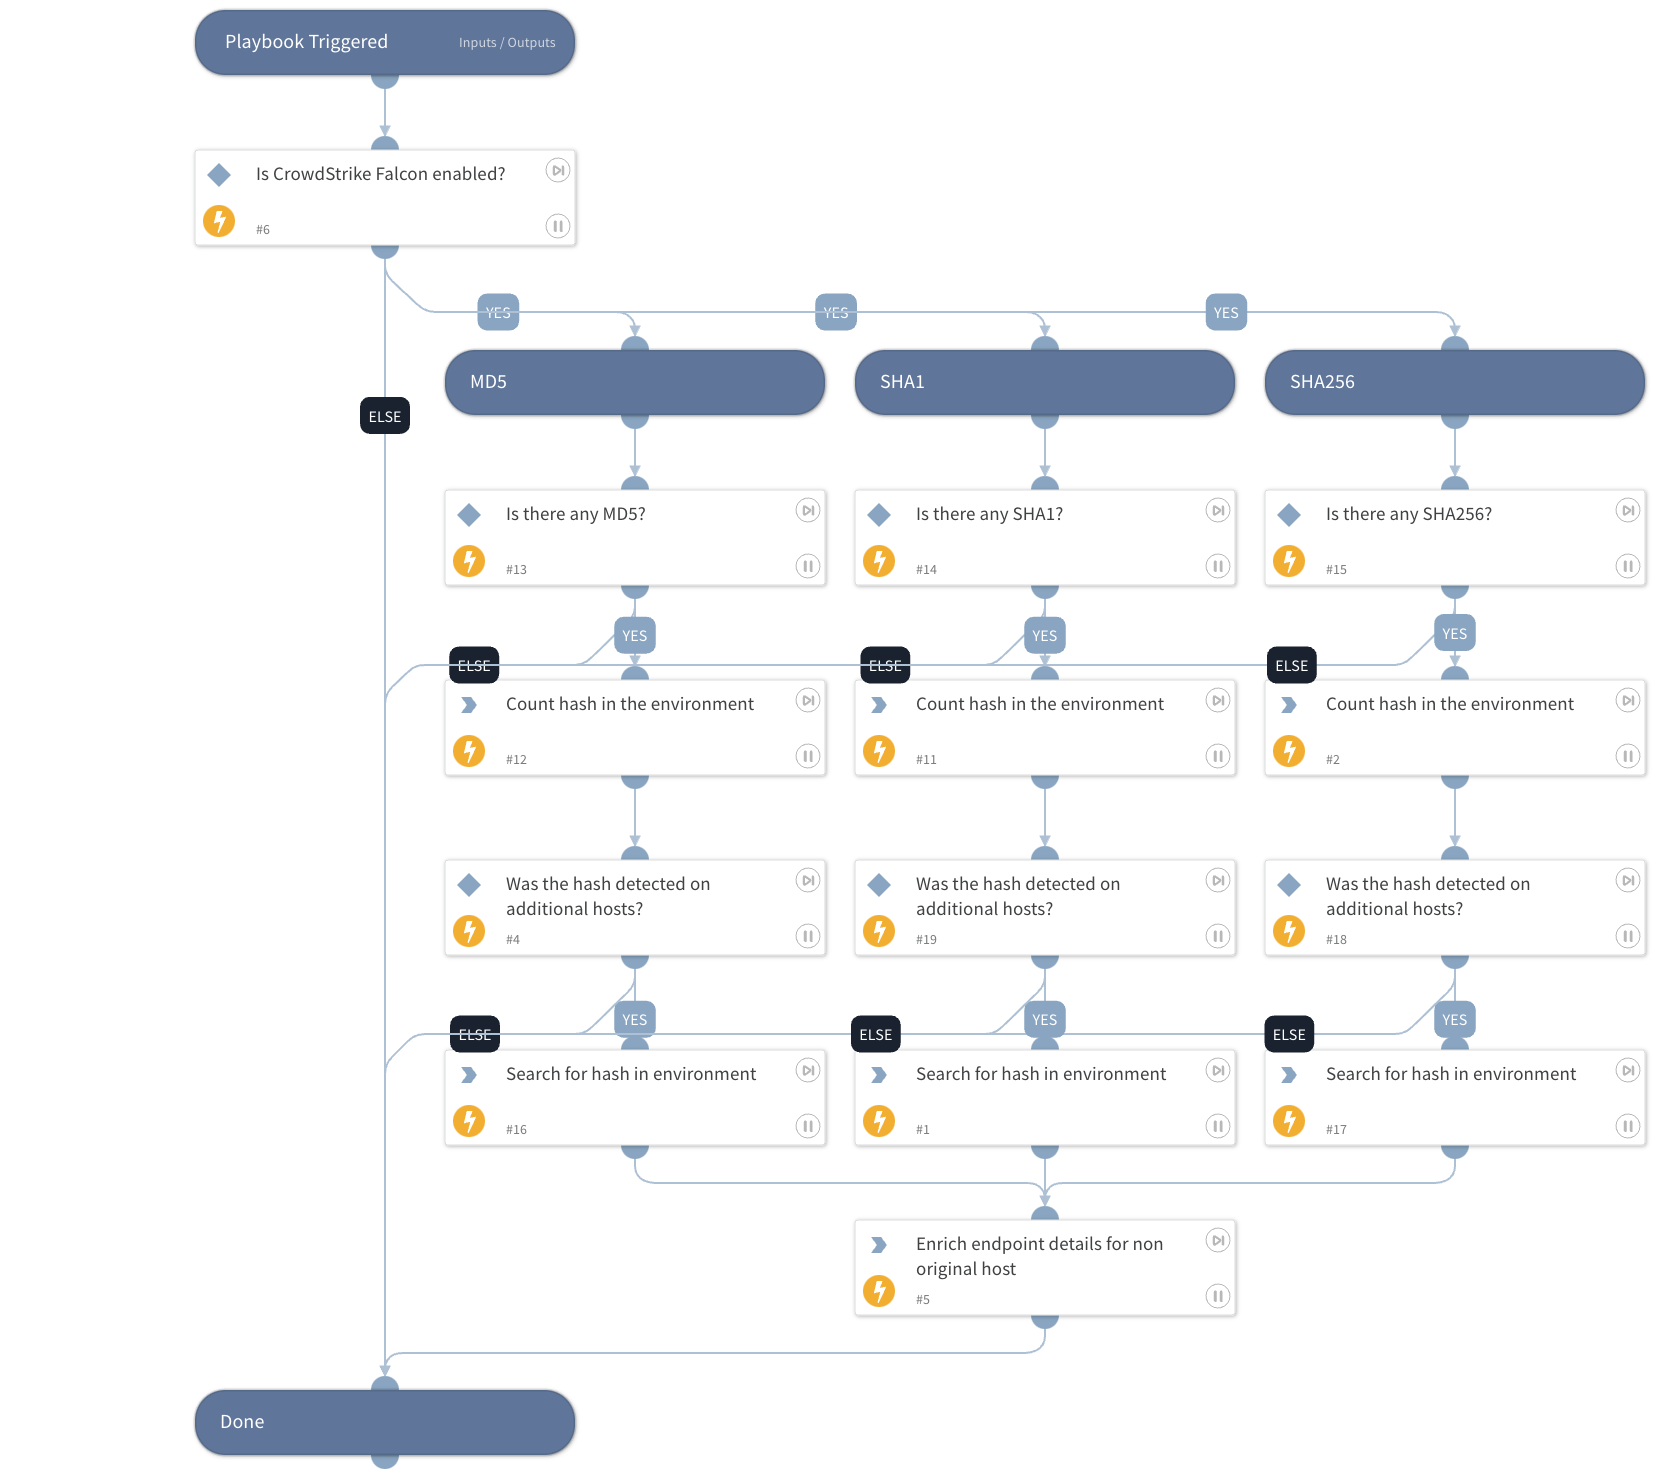 Playbook Triggered
Inputs / Outputs
Is CrowdStrike Falcon enabled?
#6
YES
YES
YES
MD5
SHA1
SHA256
ELSE
Is there any MD5?
#13
Is there any SHA1?
#14
Is there any SHA256?
#15
YES
YES
YES
ELSE
ELSE
ELSE
Count hash in the environment
#12
Count hash in the environment
#11
Count hash in the environment
#2
Was the hash detected on
additional hosts?
#4
Was the hash detected on
additional hosts?
#19
Was the hash detected on
additional hosts?
#18
YES
YES
YES
ELSE
ELSE
ELSE
Search for hash in environment
#16
Search for hash in environment
#1
Search for hash in environment
#17
Enrich endpoint details for non
original host
#5
Done